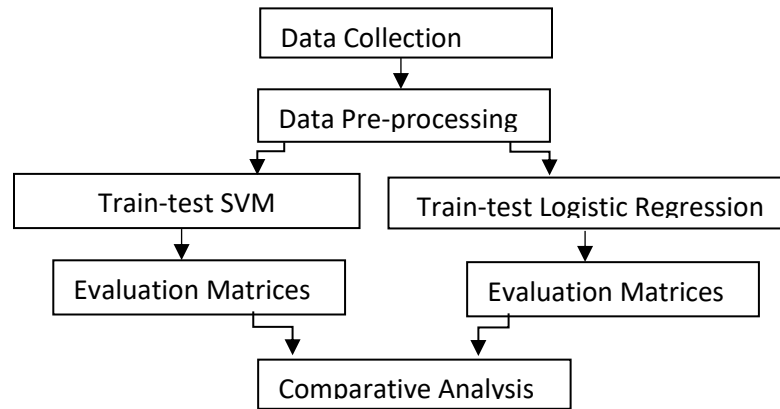 Data Collection
Data Pre-processing
Train-test SVM
Train-test Logistic Regression
Evaluation Matrices
Evaluation Matrices
Comparative Analysis